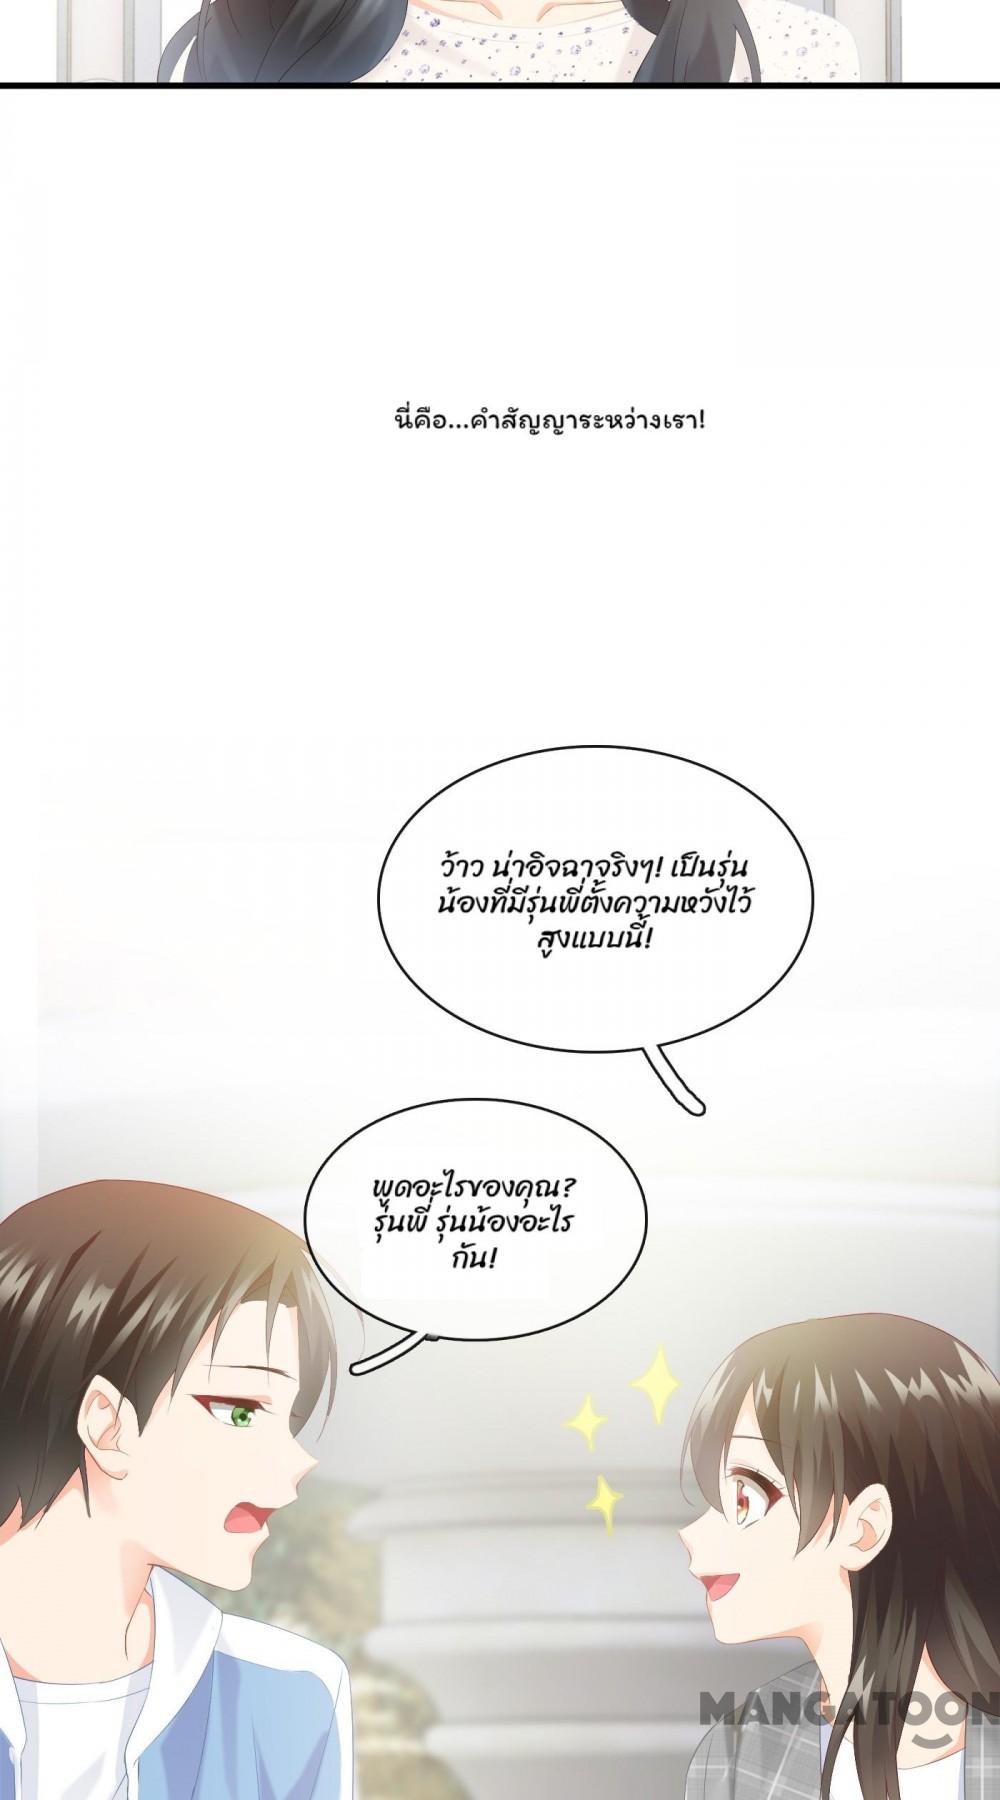 นี่คือ...คำสัญญาระหว่างเรา!
ว้าว น่าอิจฉาจริงๆ! เป็นรุ่น
น้องที่มีรุ่นพี่ตั้งความหวังไว้
สูงแบบนี้!
พูดอะไรของคุณ?
รุ่นพี่ รุ่นน้องอะไร
กัน!
MANGATOON